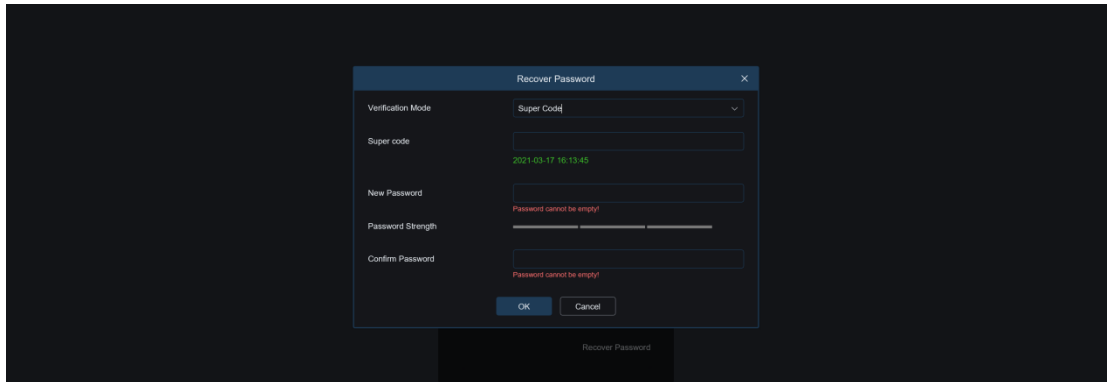 Recover Password
Verification Mode Super Code
Super code
2021-03-17 16:13:45
New Password
Password cannot be empty!
Password Strength
Confirm Password
Password cannot be empty!
OK Cancel
Recover Password